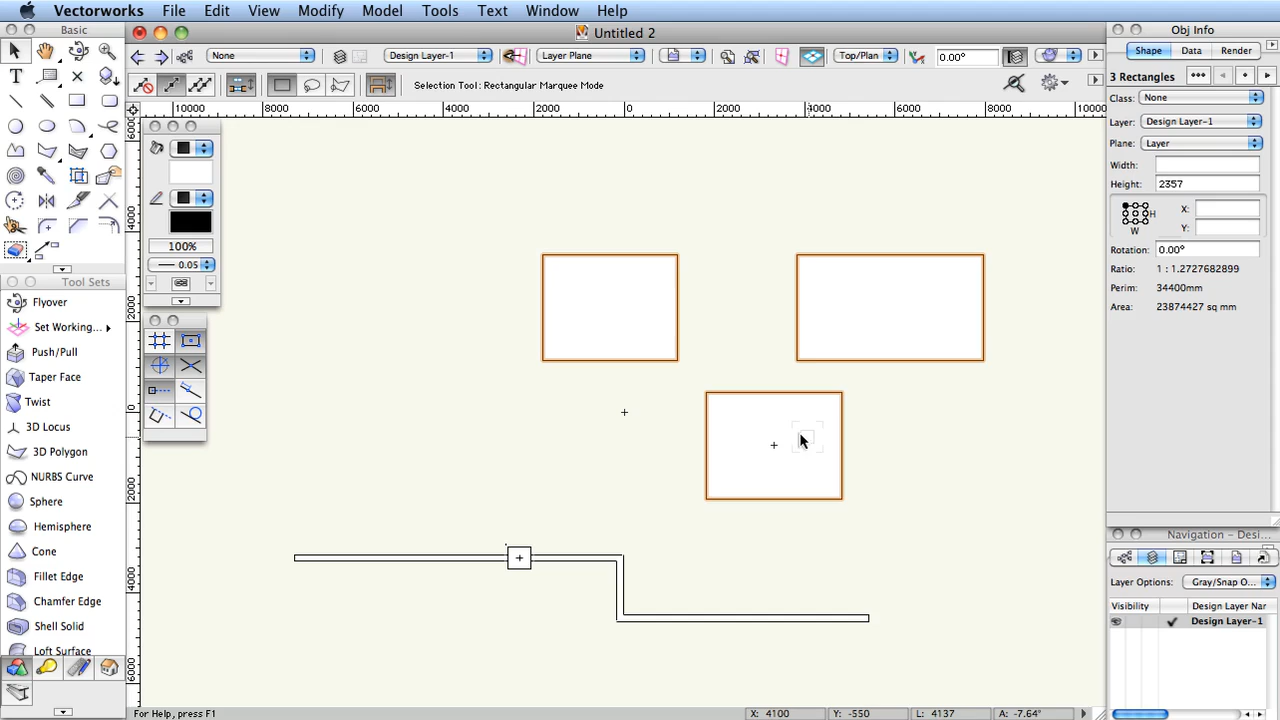 Vectorworks File Edit View Modify Model Tools Text Window Help
Basic
Untitled 2
Obj Info
None
Design Layer-1
Layer Plane
Top/Plan
0.00°
Shape Data Render
Selection Tool: Rectangular Marquee Mode
3 Rectangles
Class: None
Layer: Design Layer-1
Plane: Layer
Width:
Height: 2357
X:
Y:
H
W
Rotation: 0.00°
Ratio: 1 : 1.2727682899
Perim: 34400mm
Area: 23874427 sq mm
10000 8000 6000 4000 2000 0 2000 4000 6000 8000 10000
4000
2000
0
2000
4000
6000
100%
0.05
Tool Sets
Flyover
Set Working...
Push/Pull
Taper Face
Twist
3D Locus
3D Polygon
NURBS Curve
Sphere
Hemisphere
Cone
Fillet Edge
Chamfer Edge
Shell Solid
Loft Surface
Navigation - Desi...
Layer Options: Gray/Snap O...
Visibility Design Layer Nar
Design Layer-1
For Help, press F1
X: 4100 Y: -550 L: 4137 A: -7.64°